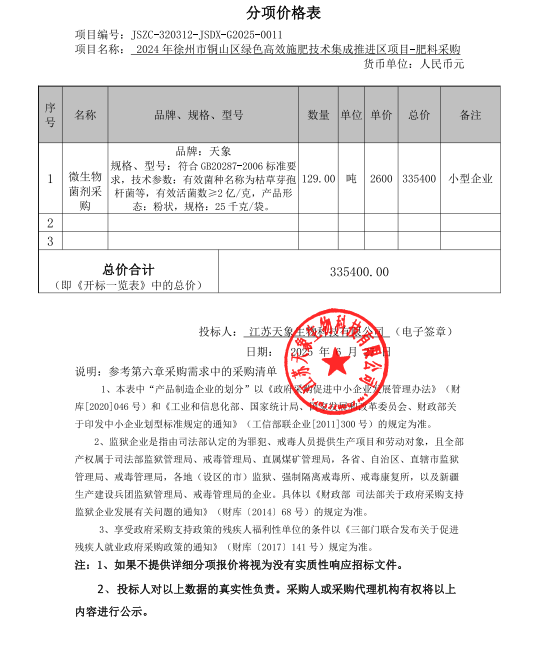 分项价格表
项目编号：JSZC-320312-JSDX-G2025-0011
项目名称： 2024年徐州市铜山区绿色高效施肥技术集成推进区项目-肥料采购
货币单位：人民币元
序号 名称 品牌、规格、型号 数量 单位 单价 总价 备注
1 微生物菌剂采购 品牌：天象 129.00 吨 2600 335400 小型企业
规格、型号：符合GB20287-2006标准要
求，技术参数：有效菌种名称为枯草芽孢
杆菌等，有效活菌数≥2亿/克，产品形
态：粉状，规格：25千克/袋。
2
3
总价合计 335400.00
（即《开标一览表》中的总价）
投标人： 江苏天象生物科技有限公司 （电子签章）
日期： 2025 年 6 月 日
江苏天象生物科技有限公司
说明：参考第六章采购需求中的采购清单
1、本表中“产品制造企业的划分”以《政府采购促进中小企业发展管理办法》（财
库[2020]046号）和《工业和信息化部、国家统计局、国家发展和改革委员会、财政部关
于印发中小企业划型标准规定的通知》（工信部联企业[2011]300号）的规定为准。
2、监狱企业是指由司法部认定的为罪犯、戒毒人员提供生产项目和劳动对象，且全部
产权属于司法部监狱管理局、戒毒管理局、直属煤矿管理局，各省、自治区、直辖市监狱
管理局、戒毒管理局，各地（设区的市）监狱、强制隔离戒毒所、戒毒康复所，以及新疆
生产建设兵团监狱管理局、戒毒管理局的企业。具体以《财政部 司法部关于政府采购支持
监狱企业发展有关问题的通知》（财库〔2014〕68号）的规定为准。
3、享受政府采购支持政策的残疾人福利性单位的条件以《三部门联合发布关于促进
残疾人就业政府采购政策的通知》（财库〔2017〕141号）规定为准。
注：1、如果不提供详细分项报价将视为没有实质性响应招标文件。
2、投标人对以上数据的真实性负责。采购人或采购代理机构有权将以上
内容进行公示。